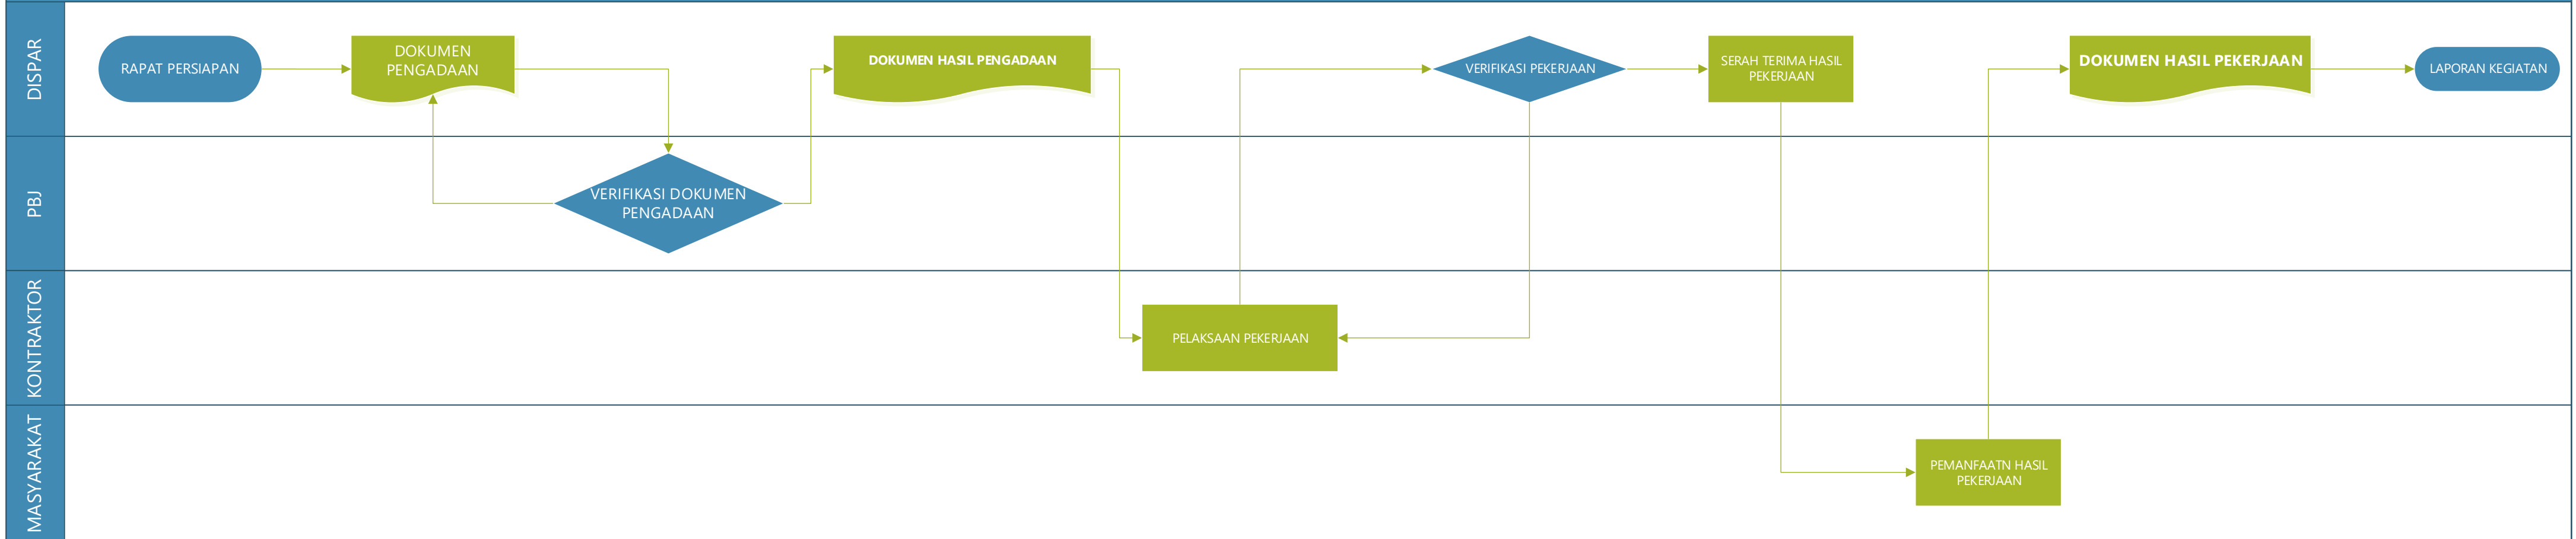 DISPAR
RAPAT PERSIAPAN
DOKUMEN
PENGADAAN
DOKUMEN HASIL PENGADAAN
VERIFIKASI PEKERJAAN
SERAH TERIMA HASIL
PEKERJAAN
DOKUMEN HASIL PEKERJAAN
LAPORAN KEGIATAN
PBJ
VERIFIKASI DOKUMEN
PENGADAAN
KONTRAKTOR
PELAKSAAN PEKERJAAN
MASYARAKAT
PEMANFAATN HASIL
PEKERJAAN